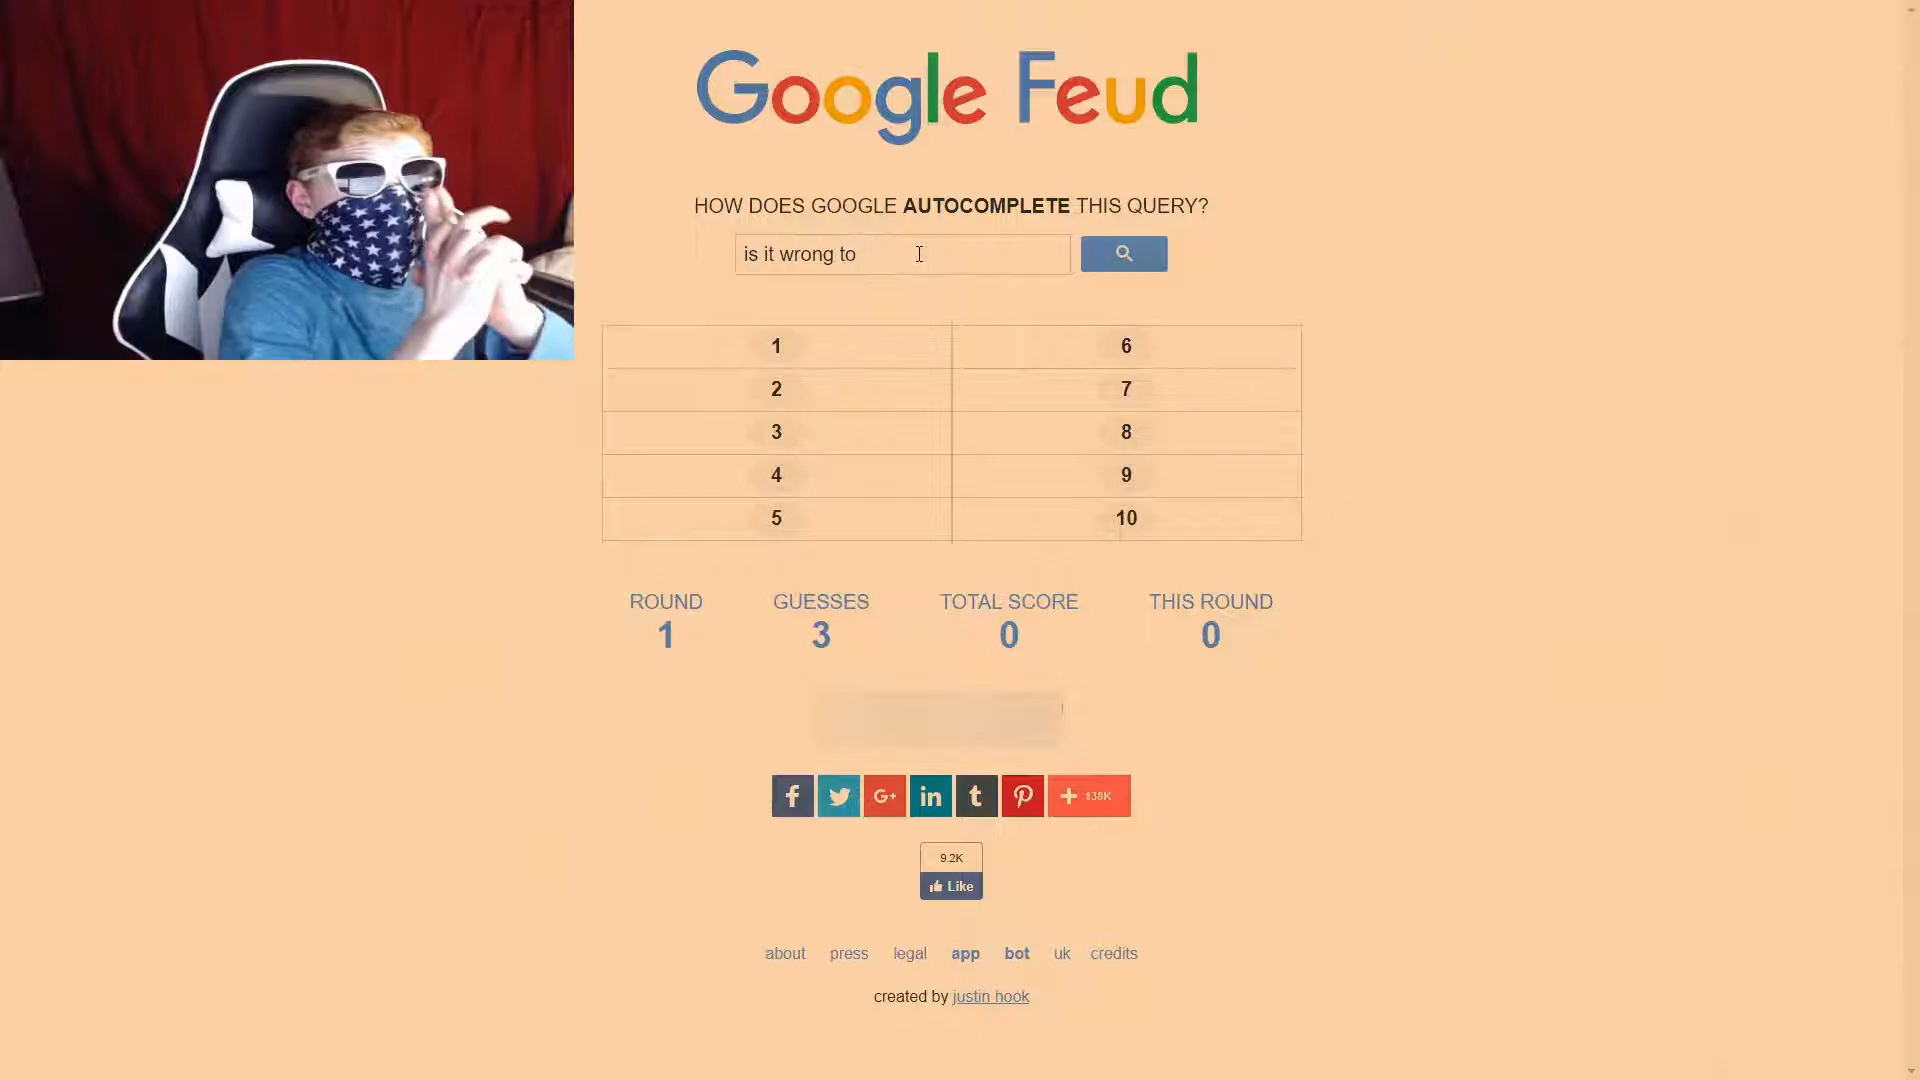 Google Feud
HOW DOES GOOGLE AUTOCOMPLETE THIS QUERY?
is it wrong to
1 6
2 7
3 8
4 9
5 10
ROUND GUESSES TOTAL SCORE THIS ROUND
1 3 0 0
f G+ in t 138K
9.2K
Like
about press legal app bot uk credits
created by justin hook